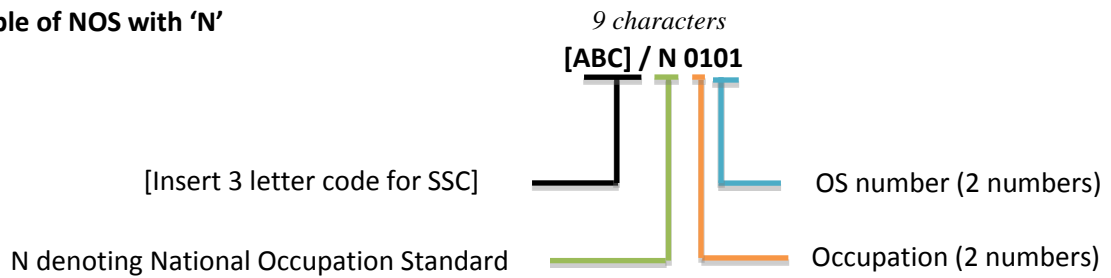 ple of NOS with ‘N’
9 characters
[ABC] / N 0101
[Insert 3 letter code for SSC]
OS number (2 numbers)
N denoting National Occupation Standard
Occupation (2 numbers)